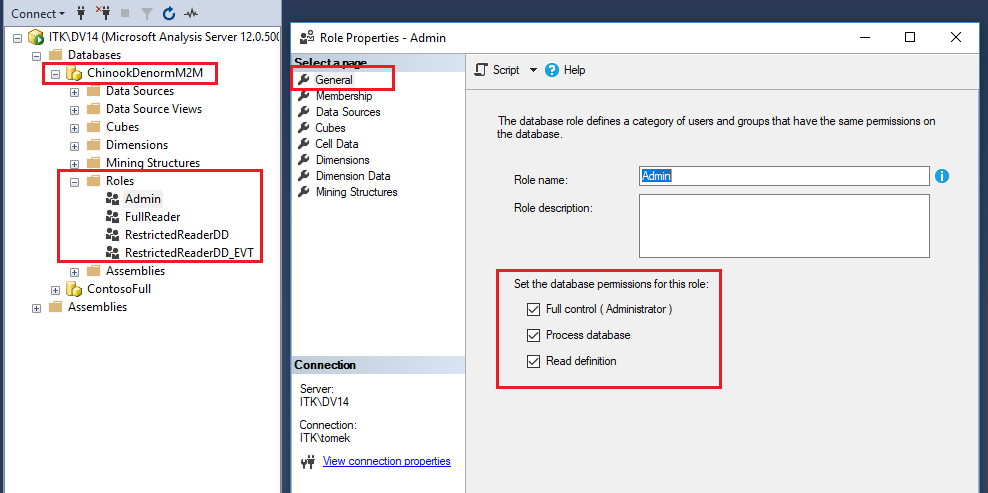 Connect
ITK\DV14 (Microsoft Analysis Server 12.0.500
Databases
ChinookDenormM2M
Data Sources
Data Source Views
Cubes
Dimensions
Mining Structures
Roles
Admin
FullReader
RestrictedReaderDD
RestrictedReaderDD_EVT
Assemblies
ContosoFull
Assemblies
Role Properties - Admin
Select a page
General
Membership
Data Sources
Cubes
Cell Data
Dimensions
Dimension Data
Mining Structures
Connection
Server:
ITK\DV14
Connection:
ITK\tomek
View connection properties
Script
Help
The database role defines a category of users and groups that have the same permissions on
the database.
Role name:
Admin
Role description:
Set the database permissions for this role:
Full control ( Administrator )
Process database
Read definition